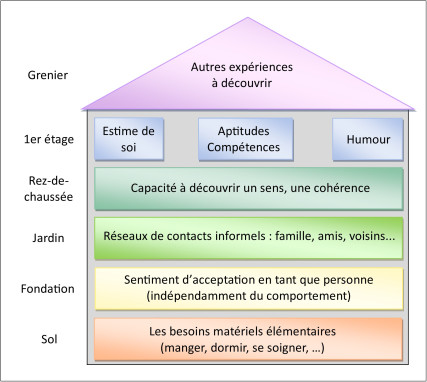 Grenier
Autres expériences
à découvrir
1er étage
Estime de
soi
Aptitudes
Compétences
Humour
Rez-de-
chaussée
Capacité à découvrir un sens, une cohérence
Jardin
Réseaux de contacts informels : famille, amis, voisins...
Fondation
Sentiment d'acceptation en tant que personne
(indépendamment du comportement)
Sol
Les besoins matériels élémentaires
(manger, dormir, se soigner, ...)